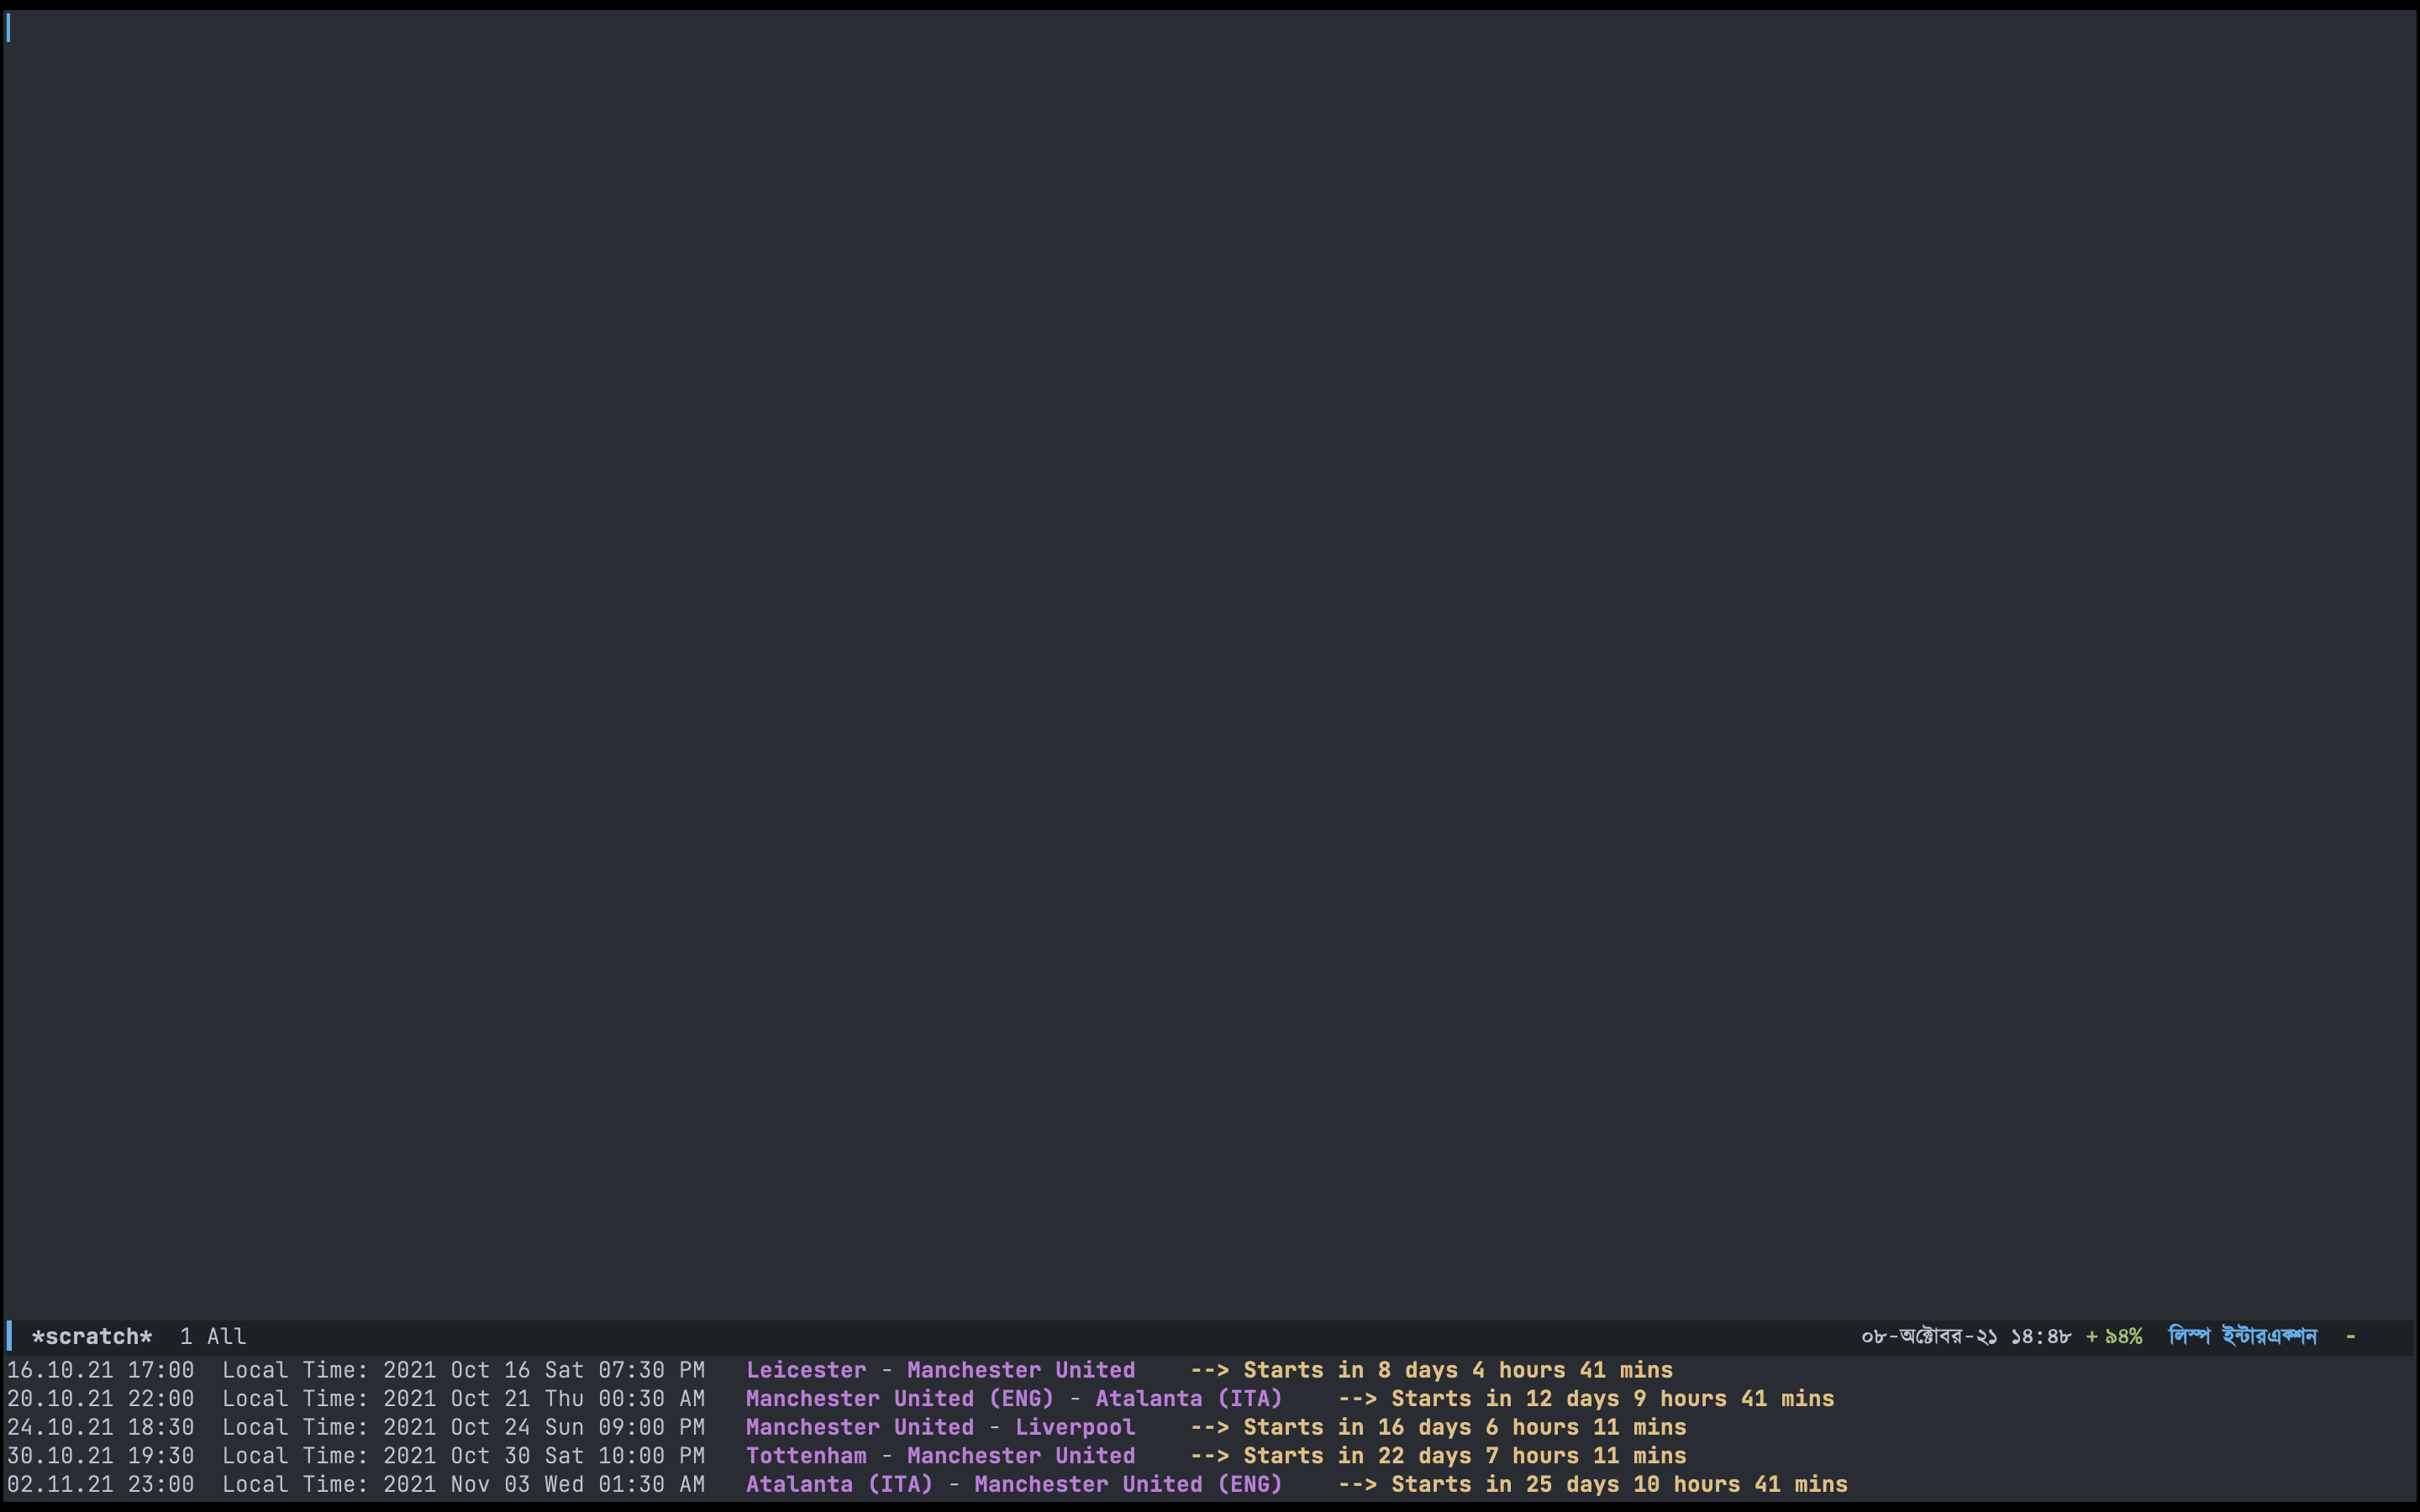 *scratch* 1 All ০৮-অক্টোবর-২১ ১৪:৪৮ +৯৪% লিস্প ইন্টারএক্শন -
16.10.21 17:00 Local Time: 2021 Oct 16 Sat 07:30 PM Leicester - Manchester United --> Starts in 8 days 4 hours 41 mins
20.10.21 22:00 Local Time: 2021 Oct 21 Thu 00:30 AM Manchester United (ENG) - Atalanta (ITA) --> Starts in 12 days 9 hours 41 mins
24.10.21 18:30 Local Time: 2021 Oct 24 Sun 09:00 PM Manchester United - Liverpool --> Starts in 16 days 6 hours 11 mins
30.10.21 19:30 Local Time: 2021 Oct 30 Sat 10:00 PM Tottenham - Manchester United --> Starts in 22 days 7 hours 11 mins
02.11.21 23:00 Local Time: 2021 Nov 03 Wed 01:30 AM Atalanta (ITA) - Manchester United (ENG) --> Starts in 25 days 10 hours 41 mins